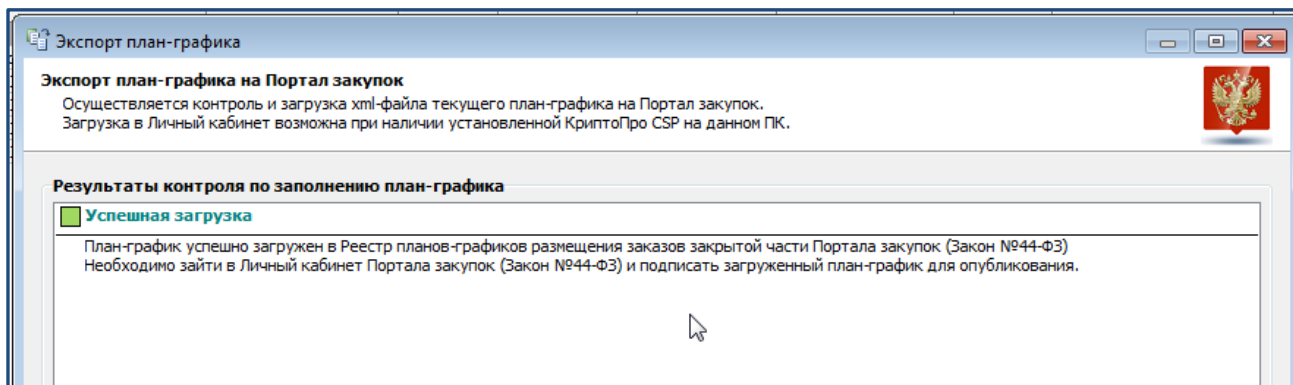 Экспорт план-графика
Экспорт план-графика на Портал закупок
Осуществляется контроль и загрузка xml-файла текущего план-графика на Портал закупок.
Загрузка в Личный кабинет возможна при наличии установленной КриптоПро CSP на данном ПК.
Результаты контроля по заполнению план-графика
Успешная загрузка
План-график успешно загружен в Реестр планов-графиков размещения заказов закрытой части Портала закупок (Закон №44-ФЗ)
Необходимо зайти в Личный кабинет Портала закупок (Закон №44-ФЗ) и подписать загруженный план-график для опубликования.